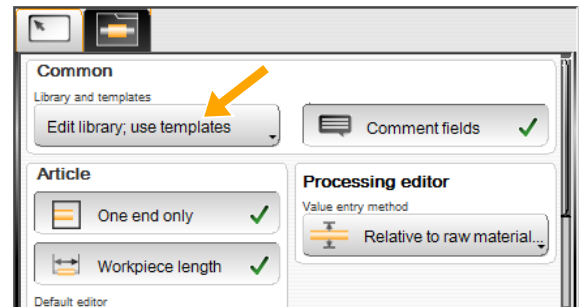 Common
Library and templates
Edit library; use templates
Comment fields
Article
One end only
Workpiece length
Default editor
Processing editor
Value entry method
Relative to raw material...